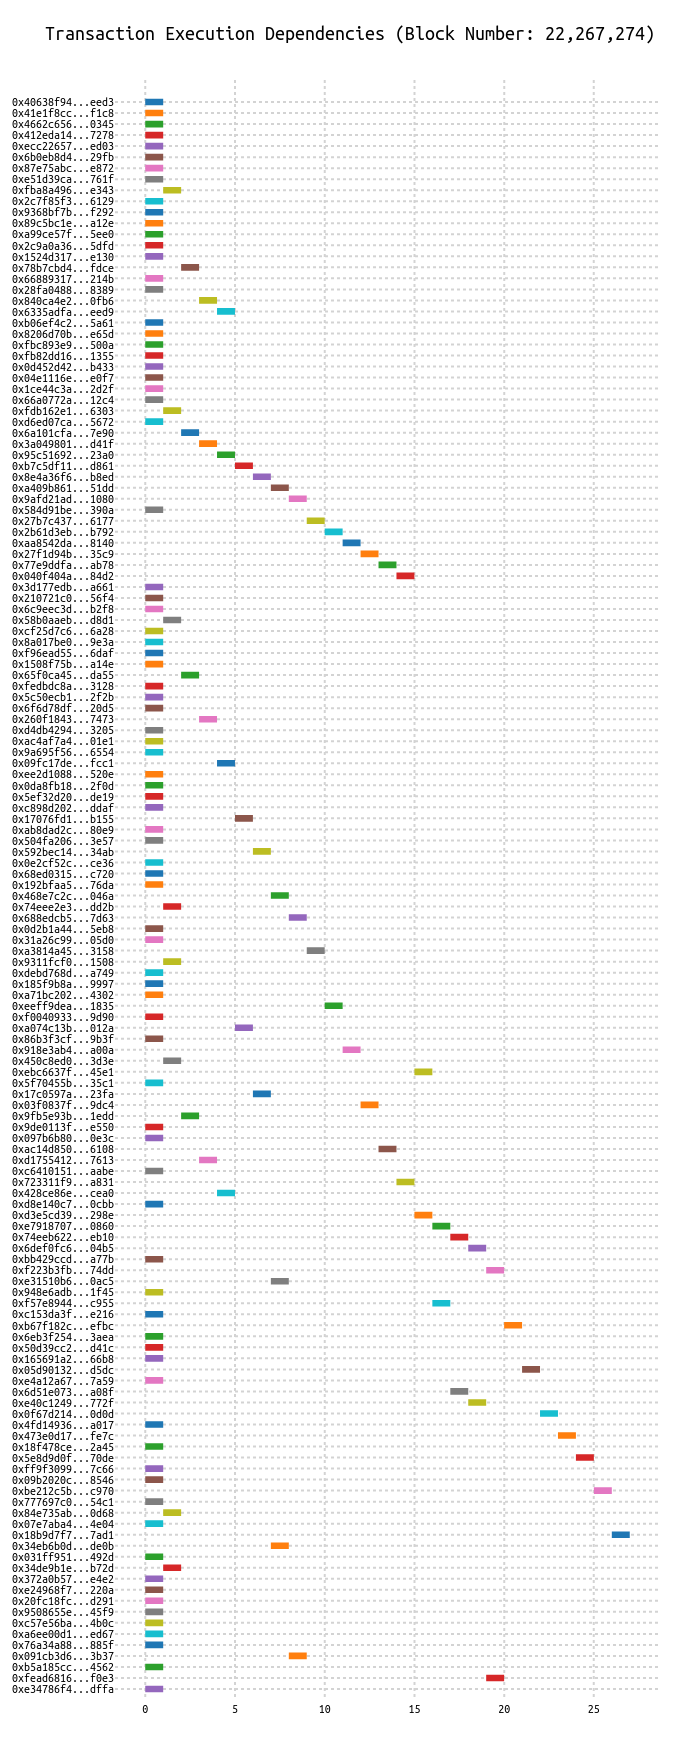 Transaction Execution Dependencies (Block Number: 22,267,274)
0x40638f94...eed3
0x41e1f8cc...f1c8
0x4662c656...0345
0x412eda14...7278
0xecc22657...ed03
0x6b0eb8d4...29fb
0x87e75abc...e872
0xe51d39ca...761f
0xfba8a496...e343
0x2c7f85f3...6129
0x9368bf7b...f292
0x89c5bc1e...a12e
0xa99ce57f...5ee0
0x2c9a0a36...5dfd
0x1524d317...e130
0x78b7cbd4...fdce
0x66889317...214b
0x28fa0488...8389
0x840ca4e2...0fb6
0x6335adfa...eed9
0xb06ef4c2...5a61
0x8206d70b...e65d
0xfbc893e9...500a
0xfb82dd16...1355
0x0d452d42...b433
0x04e1116e...e0f7
0x1ce44c3a...2d2f
0x66a0772a...12c4
0xfdb162e1...6303
0xd6ed07ca...5672
0x6a101cfa...7e90
0x3a049801...d41f
0x95c51692...23a0
0xb7c5df11...d861
0x8e4a36f6...b8ed
0xa409b861...51dd
0x9afd21ad...1080
0x584d91be...390a
0x27b7c437...6177
0x2b61d3eb...b792
0xaa8542da...8140
0x27f1d94b...35c9
0x77e9ddfa...ab78
0x040f404a...84d2
0x3d177edb...a661
0x210721c0...56f4
0x6c9eec3d...b2f8
0x58b0aaeb...d8d1
0xcf25d7c6...6a28
0x8a017be0...9e3a
0xf96ead55...6daf
0x1508f75b...a14e
0x65f0ca45...da55
0xfedbdc8a...3128
0x5c50ecb1...2f2b
0x6f6d78df...20d5
0x260f1843...7473
0xd4db4294...3205
0xac4af7a4...01e1
0x9a695f56...6554
0x09fc17de...fcc1
0xee2d1088...520e
0x0da8fb18...2f0d
0x5ef32d20...de19
0xc898d202...ddaf
0x17076fd1...b155
0xab8dad2c...80e9
0x504fa206...3e57
0x592bec14...34ab
0x0e2cf52c...ce36
0x68ed0315...c720
0x192bfaa5...76da
0x468e7c2c...046a
0x74eee2e3...dd2b
0x688edcb5...7d63
0x0d2b1a44...5eb8
0x31a26c99...05d0
0xa3814a45...3158
0x9311fcf0...1508
0xdebd768d...a749
0x185f9b8a...9997
0xa71bc202...4302
0xeeff9dea...1835
0xf0040933...9d90
0xa074c13b...012a
0x86b3f3cf...9b3f
0x918e3ab4...a00a
0x450c8ed0...3d3e
0xebc6637f...45e1
0x5f70455b...35c1
0x17c0597a...23fa
0x03f0837f...9dc4
0x9fb5e93b...1edd
0x9de0113f...e550
0x097b6b80...0e3c
0xac14d850...6108
0xd1755412...7613
0xc6410151...aabe
0x723311f9...a831
0x428ce86e...cea0
0xd8e140c7...0cbb
0xd3e5cd39...298e
0xe7918707...0860
0x74eeb622...eb10
0x6def0fc6...04b5
0xbb429ccd...a77b
0xf223b3fb...74dd
0xe31510b6...0ac5
0x948e6adb...1f45
0xf57e8944...c955
0xc153da3f...e216
0xb67f182c...efbc
0x6eb3f254...3aea
0x50d39cc2...d41c
0x165691a2...66b8
0x05d90132...d5dc
0xe4a12a67...7a59
0x6d51e073...a08f
0xe40c1249...772f
0x0f67d214...0d0d
0x4fd14936...a017
0x473e0d17...fe7c
0x18f478ce...2a45
0x5e8d9d0f...70de
0xff9f3099...7c66
0x09b2020c...8546
0xbe212c5b...c970
0x777697c0...54c1
0x84e735ab...0d68
0x07e7aba4...4e04
0x18b9d7f7...7ad1
0x34eb6b0d...de0b
0x031ff951...492d
0x34de9b1e...b72d
0x372a0b57...e4e2
0xe24968f7...220a
0x20fc18fc...d291
0x9508655e...45f9
0xc57e56ba...4b0c
0xa6ee00d1...ed67
0x76a34a88...885f
0x091cb3d6...3b37
0xb5a185cc...4562
0xfead6816...f0e3
0xe34786f4...dffa
0 5 10 15 20 25